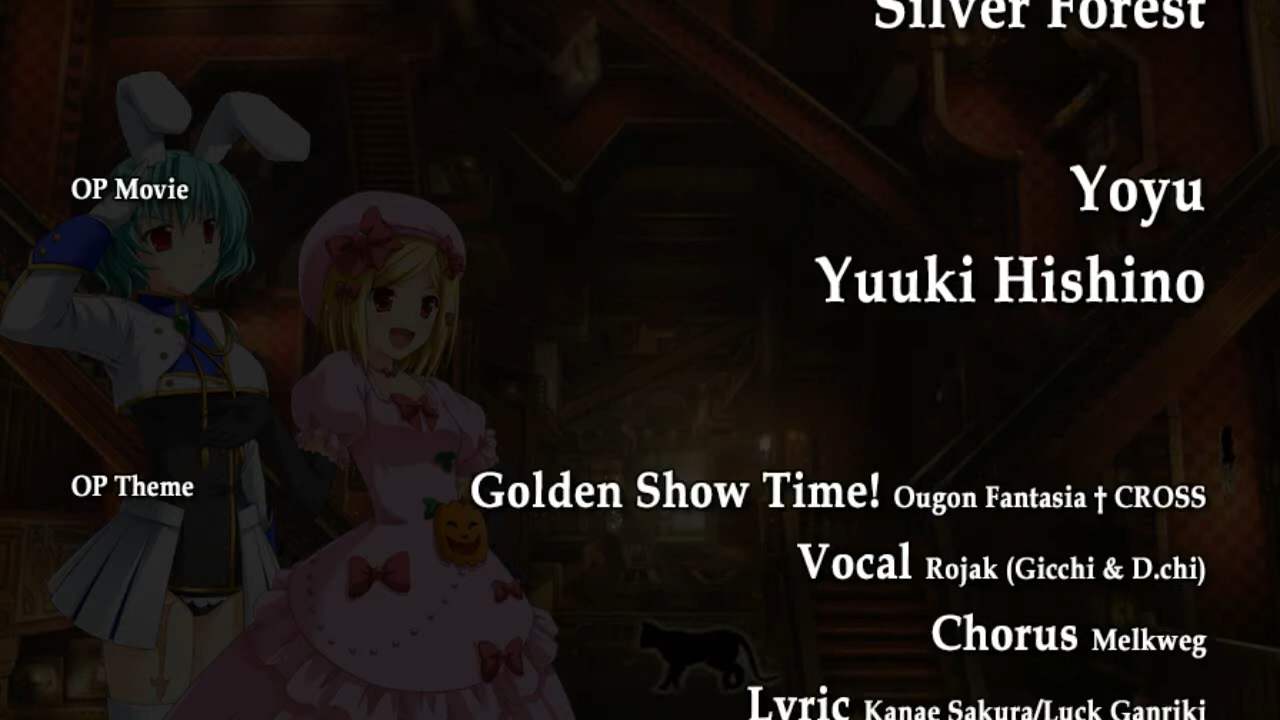 Silver Forest
OP Movie
Yoyu
Yuuki Hishino
OP Theme
Golden Show Time! Ougon Fantasia † CROSS
Vocal Rojak (Gicchi & D.chi)
Chorus Melkweg
Lyric Kanae Sakura/Luck Ganriki